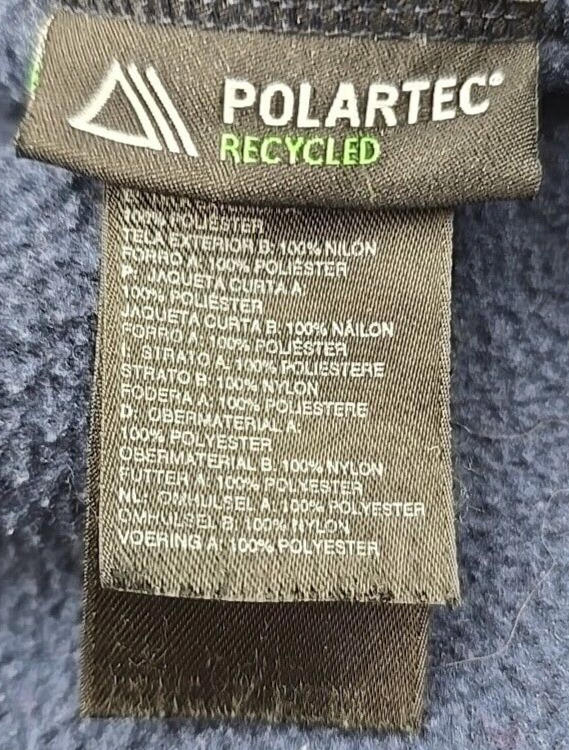 POLARTEC®
RECYCLED
100% POLIESTER
TELA EXTERIOR B: 100% NILON
FORRO A: 100% POLIESTER
P: JAQUETA CURTA A:
100% POLIESTER
JAQUETA CURTA B: 100% NÁILON
FORRO A: 100% POLIESTER
I: STRATO A: 100% POLIESTERE
STRATO B: 100% NYLON
FODERA A: 100% POLIESTERE
D: OBERMATERIAL A:
100% POLYESTER
OBERMATERIAL B: 100% NYLON
FUTTER A: 100% POLYESTER
NL: OMHULSEL A: 100% POLYESTER
OMHULSEL B: 100% NYLON
VOERING A: 100% POLYESTER